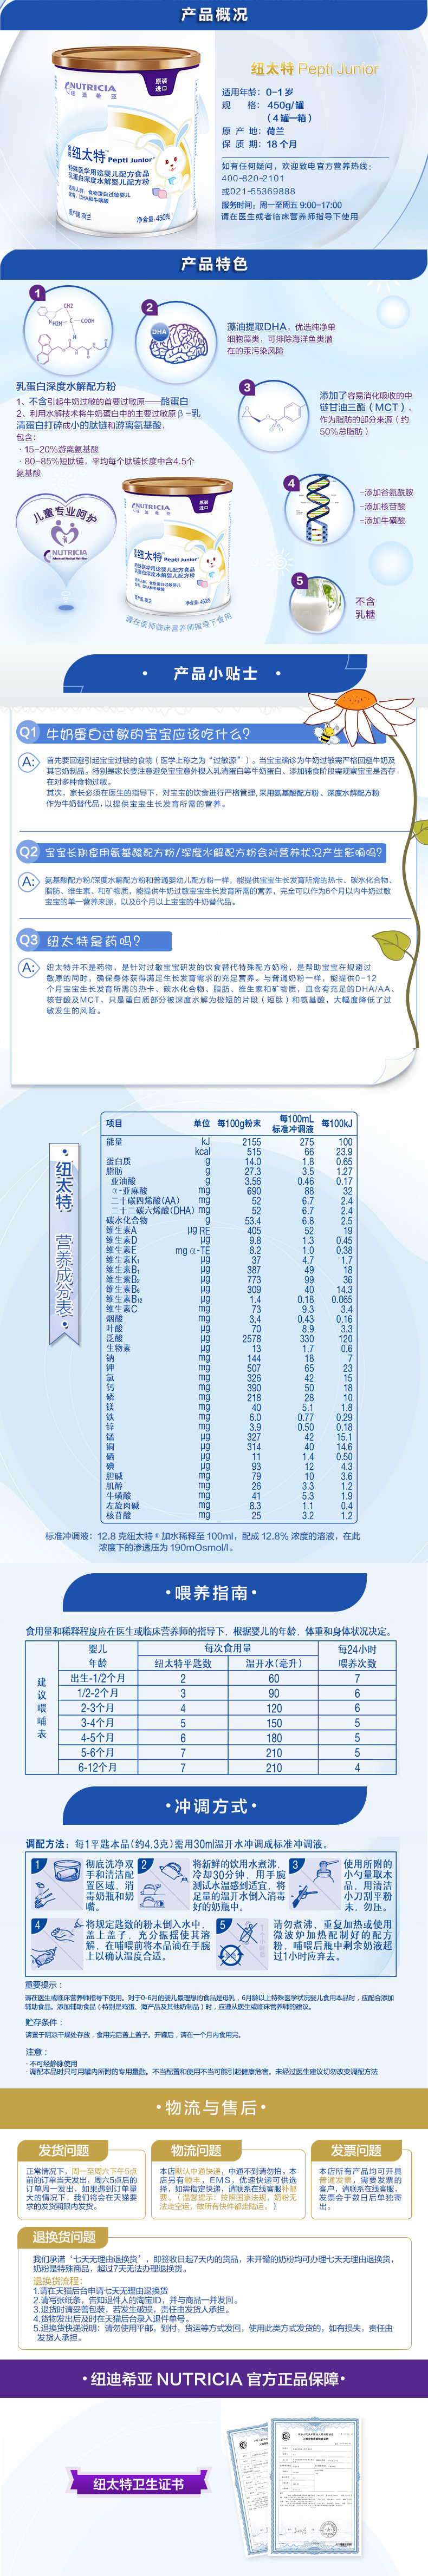 产品概况
NUTRICIA
纽迪希亚
原装
进口
纽太特 Pepti Junior
特殊医学用途婴儿配方食品
乳蛋白深度水解婴儿配方粉
适用人群：食物蛋白过敏婴儿
含有：DHA和牛磺酸
原产国:荷兰
净含量:450克
纽太特 Pepti Junior
适用年龄：0-1岁
规 格：450g/罐
（4罐一箱）
原 产 地：荷兰
保 质 期：18个月
如有任何疑问，欢迎致电官方营养热线：
400-820-2101
或021-55369888
服务时间：周一至周五 9:00-17:00
请在医生或者临床营养师指导下使用
产品特色
1
CH2
H2N — C — COOH
2
DHA
藻油提取DHA，优选纯净单
细胞藻类，可排除海洋鱼类潜
在的汞污染风险
乳蛋白深度水解配方粉
1、不含引起牛奶过敏的首要过敏原——酪蛋白
2、利用水解技术将牛奶蛋白中的主要过敏原β-乳
清蛋白打碎成小的肽链和游离氨基酸，
包含：
· 15-20%游离氨基酸
· 80-85%短肽链，平均每个肽链长度中含4.5个
氨基酸
3
添加了容易消化吸收的中
链甘油三酯（MCT），
作为脂肪的部分来源（约
50%总脂肪）
4
-添加谷氨酰胺
-添加核苷酸
-添加牛磺酸
儿童专业呵护
NUTRICIA
NUTRICIA
纽迪希亚
原装
进口
纽太特 Pepti Junior
特殊医学用途婴儿配方食品
乳蛋白深度水解婴儿配方粉
原产国:荷兰
净含量:450克
请在医师临床营养师指导下食用
5
不含
乳糖
· 产品小贴士 ·
Q1 牛奶蛋白过敏的宝宝应该吃什么？
A: 首先要回避引起宝宝过敏的食物（医学上称之为“过敏源”）。当宝宝确诊为牛奶过敏需严格回避牛奶及
其它奶制品。特别是家长要注意避免宝宝意外摄入乳清蛋白等牛奶蛋白、添加辅食阶段需观察宝宝是否存
在对多种食物过敏。
其次，家长必须在医生的指导下，对宝宝的饮食进行严格管理，采用氨基酸配方粉、深度水解配方粉
作为牛奶替代品，以提供宝宝生长发育所需的营养。
Q2 宝宝长期食用氨基酸配方粉/深度水解配方粉会对营养状况产生影响吗？
A: 氨基酸配方粉/深度水解配方粉和普通婴幼儿配方粉一样，能提供宝宝生长发育所需的热卡、碳水化合物、
脂肪、维生素、和矿物质，能提供牛奶过敏宝宝生长发育所需的营养，完全可以作为6个月以内牛奶过敏
宝宝的单一营养来源，以及6个月以上宝宝的牛奶替代品。
Q3 纽太特是药吗？
A: 纽太特并不是药物，是针对过敏宝宝研发的饮食替代特殊配方奶粉，是帮助宝宝在规避过
敏原的同时，确保身体获得满足生长发育需求的充足营养。与普通奶粉一样，能提供0-12
个月宝宝生长发育所需的热卡、碳水化合物、脂肪、维生素和矿物质，且含有充足的DHA/AA、
核苷酸及MCT，只是蛋白质部分被深度水解为极短的片段（短肽）和氨基酸，大幅度降低了过
敏发生的风险。
纽太特 营养成分表
项目 单位 每100g粉末 每100mL标准冲调液 每100kJ
能量 kJ 2155 275 100
kcal 515 66 23.9
蛋白质 g 14.0 1.8 0.65
脂肪 g 27.3 3.5 1.27
亚油酸 g 3.56 0.46 0.17
α-亚麻酸 mg 690 88 32
二十碳四烯酸(AA) mg 52 6.7 2.4
二十二碳六烯酸(DHA) mg 52 6.7 2.4
碳水化合物 g 53.4 6.8 2.5
维生素A μg RE 405 52 19
维生素D μg 9.8 1.3 0.45
维生素E mg α-TE 8.2 1.0 0.38
维生素K₁ μg 37 4.7 1.7
维生素B₁ μg 387 49 18
维生素B₂ μg 773 99 36
维生素B₆ μg 309 40 14.3
维生素B₁₂ μg 1.4 0.18 0.065
维生素C mg 73 9.3 3.4
烟酸 mg 3.4 0.43 0.16
叶酸 μg 70 8.9 3.3
泛酸 μg 2578 330 120
生物素 μg 13 1.7 0.6
钠 mg 144 18 7
钾 mg 507 65 23
氯 mg 326 42 15
钙 mg 390 50 18
磷 mg 218 28 10
镁 mg 40 5.1 1.8
铁 mg 6.0 0.77 0.29
锌 mg 3.9 0.50 0.18
锰 μg 327 42 15.1
铜 μg 314 40 14.6
硒 μg 11 1.4 0.50
碘 μg 93 12 4.3
胆碱 mg 79 10 3.6
肌醇 mg 26 3.3 1.2
牛磺酸 mg 41 5.3 1.9
左旋肉碱 mg 8.3 1.1 0.4
核苷酸 mg 25 3.2 1.2
标准冲调液：12.8 克纽太特®加水稀释至 100ml，配成 12.8% 浓度的溶液，在此
浓度下的渗透压为 190mOsmol/l。
·喂养指南·
食用量和稀释程度应在医生或临床营养师的指导下，根据婴儿的年龄，体重和身体状况决定。
建议喂哺表
婴儿年龄 每次食用量 每24小时喂养次数
纽太特平匙数 温开水(毫升)
出生-1/2个月 2 60 7
1/2-2个月 3 90 6
2-3个月 4 120 6
3-4个月 5 150 5
4-5个月 6 180 5
5-6个月 7 210 5
6-12个月 7 210 4
·冲调方式·
调配方法：每1平匙本品(约4.3克)需用30ml温开水冲调成标准冲调液。
1 彻底洗净双
手和清洁配
置区域，消
毒奶瓶和奶
嘴。
2 将新鲜的饮用水煮沸，
冷却30分钟，用手腕
测试水温感到适宜，将
足量的温开水倒入消毒
好的奶瓶中。
3 使用所附的
小勺量取本
品，用清洁
小刀刮平粉
末，勿压。
4 将规定匙数的粉末倒入水中，
盖上盖子，充分振摇使其溶
解，在哺喂前将本品滴在手腕
上以确认温度合适。
5 请勿煮沸、重复加热或使用
微波炉加热配制好的配方
粉，哺喂后瓶中剩余奶液超
过1小时应弃去。
重要提示：
请在医生或临床营养师指导下使用。对于0-6月的婴儿最理想的食品是母乳，6月龄以上特殊医学状况婴儿食用本品时，应配合添加
辅助食品。添加辅助食品（特别是鸡蛋、海产品及其他奶制品）时，应遵从医生或临床营养师的建议。
贮存条件：
请置于阴凉干燥处存放，食用完后盖上盖子。开罐后，请在一个月内食用完。
注意：
· 不可经静脉使用
· 调配本品时只可用罐内所附的专用量匙。不当配置和使用不当可能引起健康危害。未经过医生建议切勿改变调配方法
·物流与售后·
发货问题
正常情况下，周一至周六下午5点
前的订单当天发出，周六5点后的
订单周一发出，如果遇到订单量
大的情况下，我们将会在天猫要
求的发货期限内发货。
物流问题
本店默认中通快递，中通不到请勿拍。本
店另有顺丰，EMS，优速快递可供选
择，如需指定快递，请联系在线客服补邮
费。（温馨提示：按照国家法规，奶粉无
法走空运，故所有快件都走陆运。）
发票问题
本店所有产品均可开具
普通发票，需要发票的
客户，请联系在线客服，
发票会于数日后单独寄
出。
退换货问题
我们承诺‘七天无理由退换货’，即签收日起7天内的货品，未开罐的奶粉均可办理七天无理由退换货，
奶粉是特殊商品，超过7天无法办理退换货。
退换货流程：
1.请在天猫后台申请七天无理由退换货
2.请写张纸条，告知退件人的淘宝ID，并与商品一并发回。
3.退货时请妥善包装，若发生破损，责任由发货人承担。
4.货物发出后及时在天猫后台录入退件单号。
5.退换货快递说明：请勿使用平邮，到付，货运等方式发回，使用此类方式发货的，如有损失，责任由
发货人承担。
·纽迪希亚 NUTRICIA 官方正品保障·
纽太特卫生证书